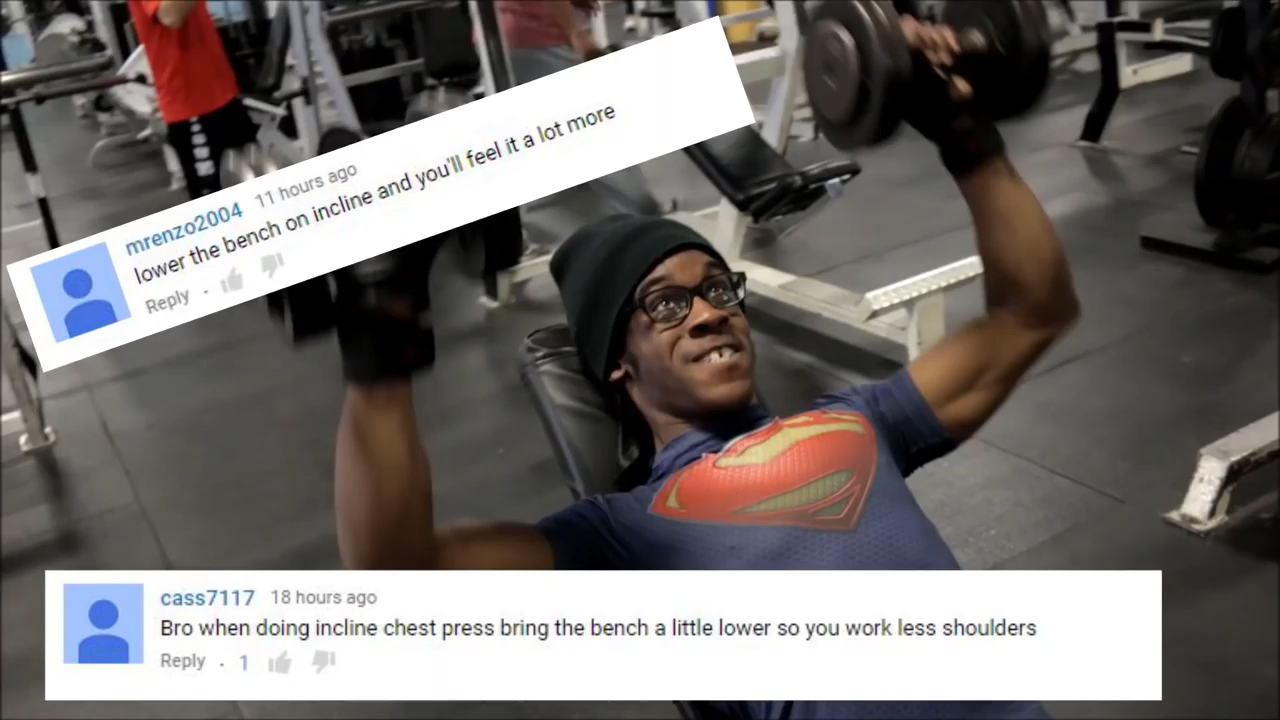 mrenzo2004 11 hours ago
lower the bench on incline and you'll feel it a lot more
Reply .
cass7117 18 hours ago
Bro when doing incline chest press bring the bench a little lower so you work less shoulders
Reply . 1